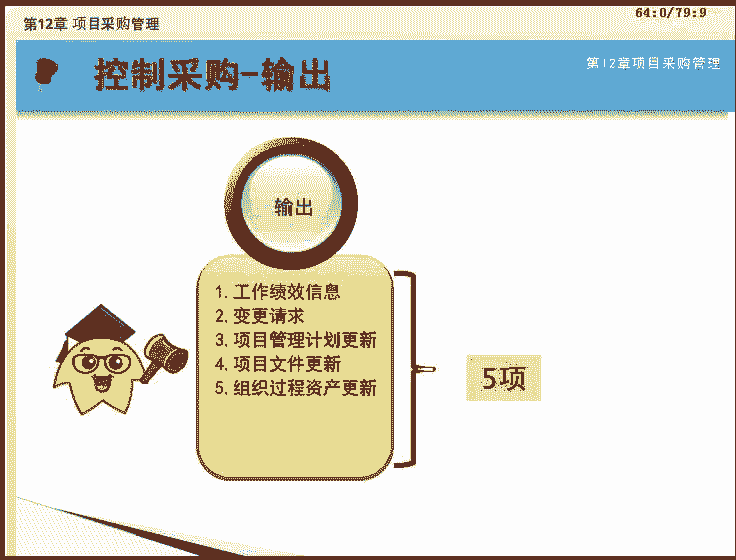 64:0/79:9
第12章 项目采购管理
控制采购-输出
第12章项目采购管理
输出
1. 工作绩效信息
2. 变更请求
3. 项目管理计划更新
4. 项目文件更新
5. 组织过程资产更新
5项